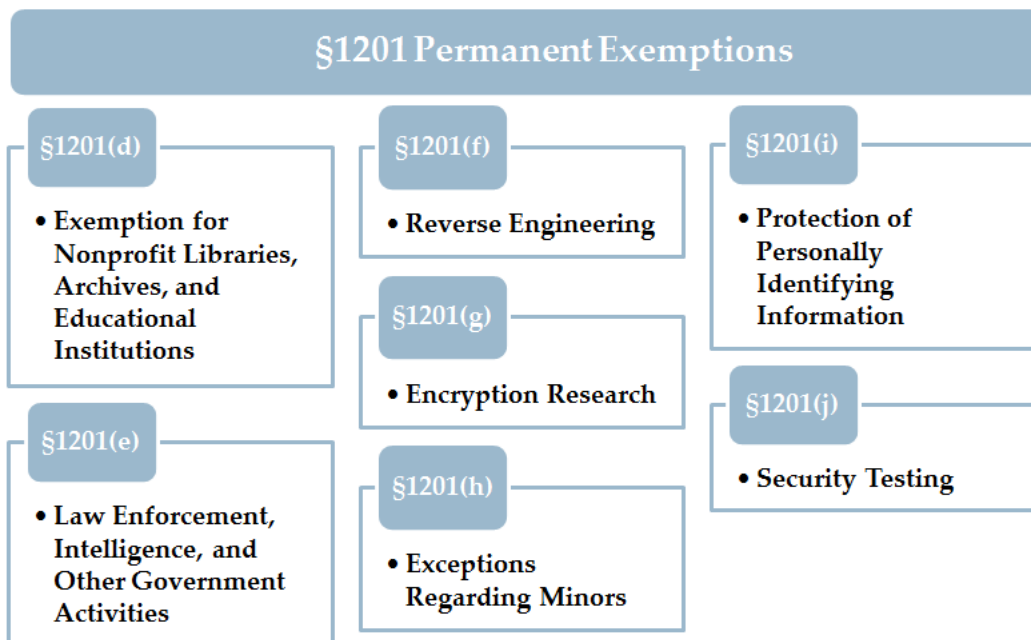 §1201 Permanent Exemptions
§1201(d)
• Exemption for
Nonprofit Libraries,
Archives, and
Educational
Institutions
§1201(e)
• Law Enforcement,
Intelligence, and
Other Government
Activities
§1201(f)
• Reverse Engineering
§1201(g)
• Encryption Research
§1201(h)
• Exceptions
Regarding Minors
§1201(i)
• Protection of
Personally
Identifying
Information
§1201(j)
• Security Testing